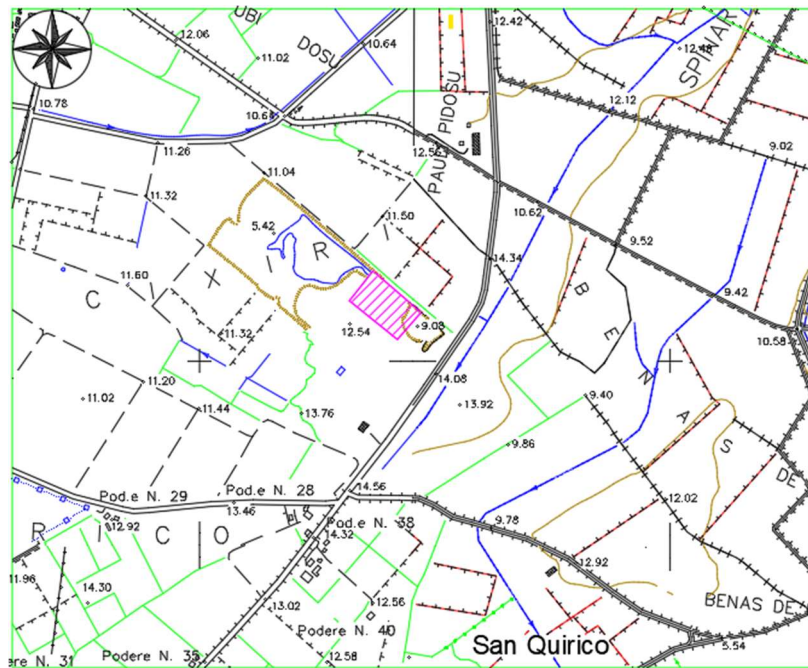 12.06
UBI
11.02
DOSU
10.64
12.42
12.48
SPINAR
10.78
10.64
12.12
11.26
12.56
PAULI PIDOSU
9.02
11.04
11.32
11.50
10.62
5.42
I R I
14.34
9.52
11.60
C
B E N A S DE
9.42
11.32
12.54
9.08
10.58
14.08
11.20
11.02
11.44
13.76
13.92
9.40
9.86
14.56
Pod.e N. 29
Pod.e N. 28
13.46
12.02
R I C O
12.92
14.32
Pod.e N. 38
9.78
12.92
11.96
14.30
13.02
12.56
BENAS DE
Podere N. 40
San Quirico
5.54
ere N. 31
Podere N. 35
12.58